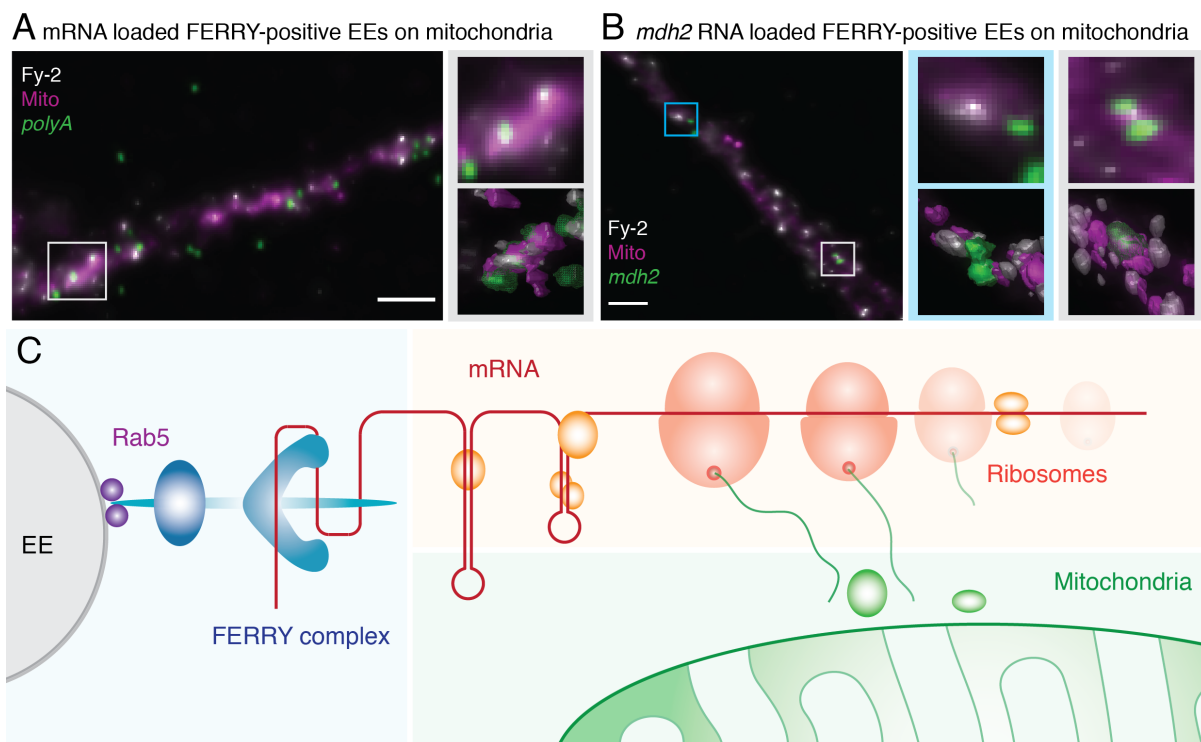 A mRNA loaded FERRY-positive EEs on mitochondria
Fy-2
Mito
polyA
B mdh2 RNA loaded FERRY-positive EEs on mitochondria
Fy-2
Mito
mdh2
C
mRNA
Rab5
Ribosomes
EE
Mitochondria
FERRY complex